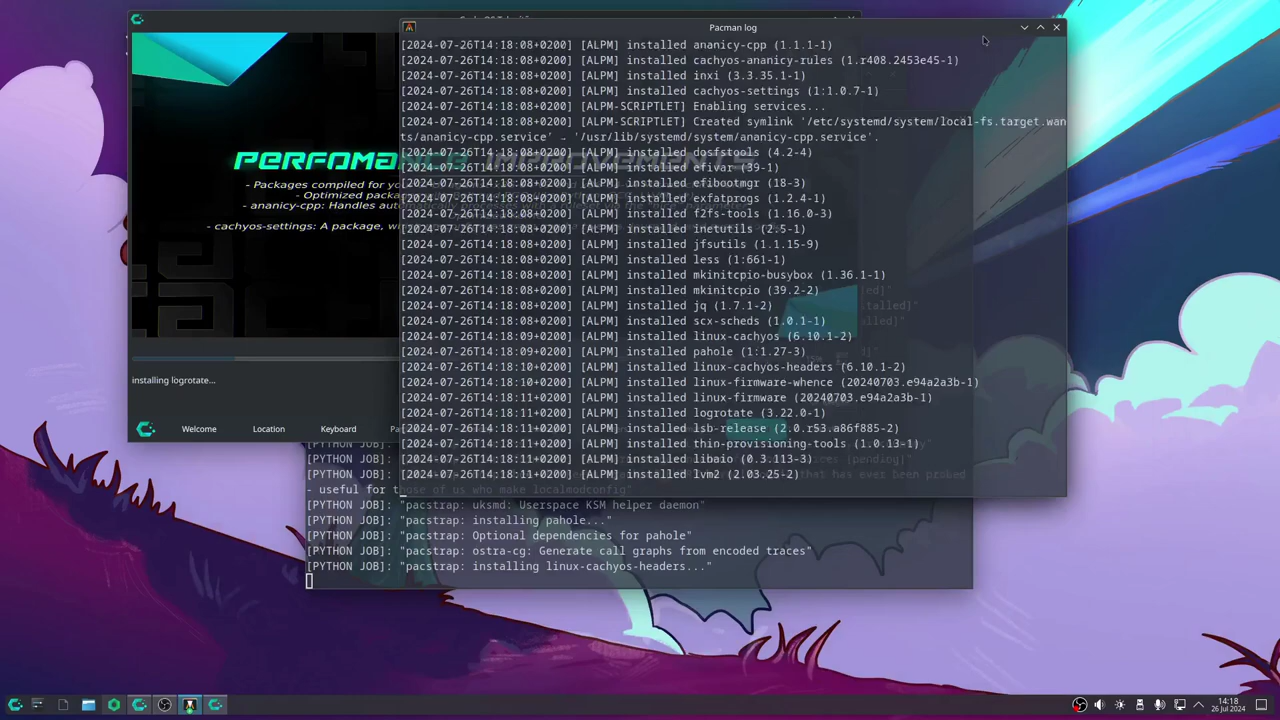 Pacman log
[2024-07-26T14:18:08+0200] [ALPM] installed ananicy-cpp (1.1.1-1)
[2024-07-26T14:18:08+0200] [ALPM] installed cachyos-ananicy-rules (1.r408.2453e45-1)
[2024-07-26T14:18:08+0200] [ALPM] installed inxi (3.3.35.1-1)
[2024-07-26T14:18:08+0200] [ALPM] installed cachyos-settings (1:1.0.7-1)
[2024-07-26T14:18:08+0200] [ALPM-SCRIPTLET] Enabling services...
[2024-07-26T14:18:08+0200] [ALPM-SCRIPTLET] Created symlink '/etc/systemd/system/local-fs.target.wan
ts/ananicy-cpp.service' → '/usr/lib/systemd/system/ananicy-cpp.service'.
[2024-07-26T14:18:08+0200] [ALPM] installed dosfstools (4.2-4)
[2024-07-26T14:18:08+0200] [ALPM] installed efivar (39-1)
[2024-07-26T14:18:08+0200] [ALPM] installed efibootmgr (18-3)
[2024-07-26T14:18:08+0200] [ALPM] installed exfatprogs (1.2.4-1)
[2024-07-26T14:18:08+0200] [ALPM] installed f2fs-tools (1.16.0-3)
[2024-07-26T14:18:08+0200] [ALPM] installed inetutils (2.5-1)
[2024-07-26T14:18:08+0200] [ALPM] installed jfsutils (1.1.15-9)
[2024-07-26T14:18:08+0200] [ALPM] installed less (1:661-1)
[2024-07-26T14:18:08+0200] [ALPM] installed mkinitcpio-busybox (1.36.1-1)
[2024-07-26T14:18:08+0200] [ALPM] installed mkinitcpio (39.2-2)
[2024-07-26T14:18:08+0200] [ALPM] installed jq (1.7.1-2)
[2024-07-26T14:18:08+0200] [ALPM] installed scx-scheds (1.0.1-1)
[2024-07-26T14:18:09+0200] [ALPM] installed linux-cachyos (6.10.1-2)
[2024-07-26T14:18:09+0200] [ALPM] installed pahole (1:1.27-3)
[2024-07-26T14:18:10+0200] [ALPM] installed linux-cachyos-headers (6.10.1-2)
[2024-07-26T14:18:10+0200] [ALPM] installed linux-firmware-whence (20240703.e94a2a3b-1)
[2024-07-26T14:18:11+0200] [ALPM] installed linux-firmware (20240703.e94a2a3b-1)
[2024-07-26T14:18:11+0200] [ALPM] installed logrotate (3.22.0-1)
[2024-07-26T14:18:11+0200] [ALPM] installed lsb-release (2.0.r53.a86f885-2)
[2024-07-26T14:18:11+0200] [ALPM] installed thin-provisioning-tools (1.0.13-1)
[2024-07-26T14:18:11+0200] [ALPM] installed libaio (0.3.113-3)
[2024-07-26T14:18:11+0200] [ALPM] installed lvm2 (2.03.25-2)
PERFOMANCE IMPROVEMENTS
- Packages compiled for
- Optimized
- ananicy-cpp: Handles
- cachyos-settings: A package,
installing logrotate...
Welcome
Location
Keyboard
[PYTHON JOB]:
[PYTHON JOB]:
[PYTHON JOB]: that has ever been probed
- useful for those of us who make localmodconfig"
[PYTHON JOB]: "pacstrap: uksmd: Userspace KSM helper daemon"
[PYTHON JOB]: "pacstrap: installing pahole..."
[PYTHON JOB]: "pacstrap: Optional dependencies for pahole"
[PYTHON JOB]: "pacstrap: ostra-cg: Generate call graphs from encoded traces"
[PYTHON JOB]: "pacstrap: installing linux-cachyos-headers..."
14:18
26 Jul 2024